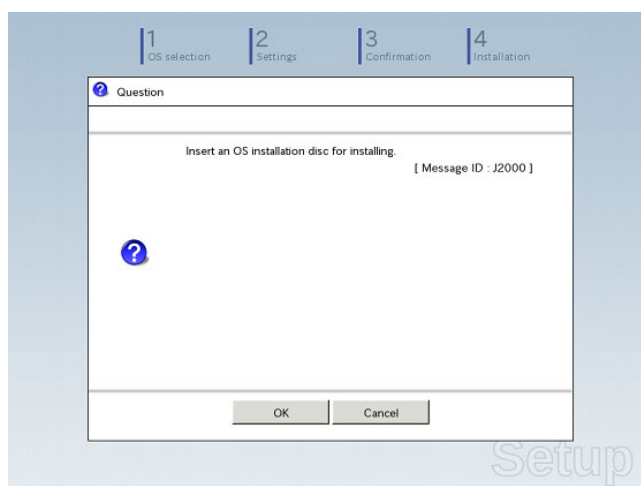 1 2 3 4
OS selection Settings Confirmation Installation
Question
Insert an OS installation disc for installing.
[ Message ID : J2000 ]
OK Cancel
Setup